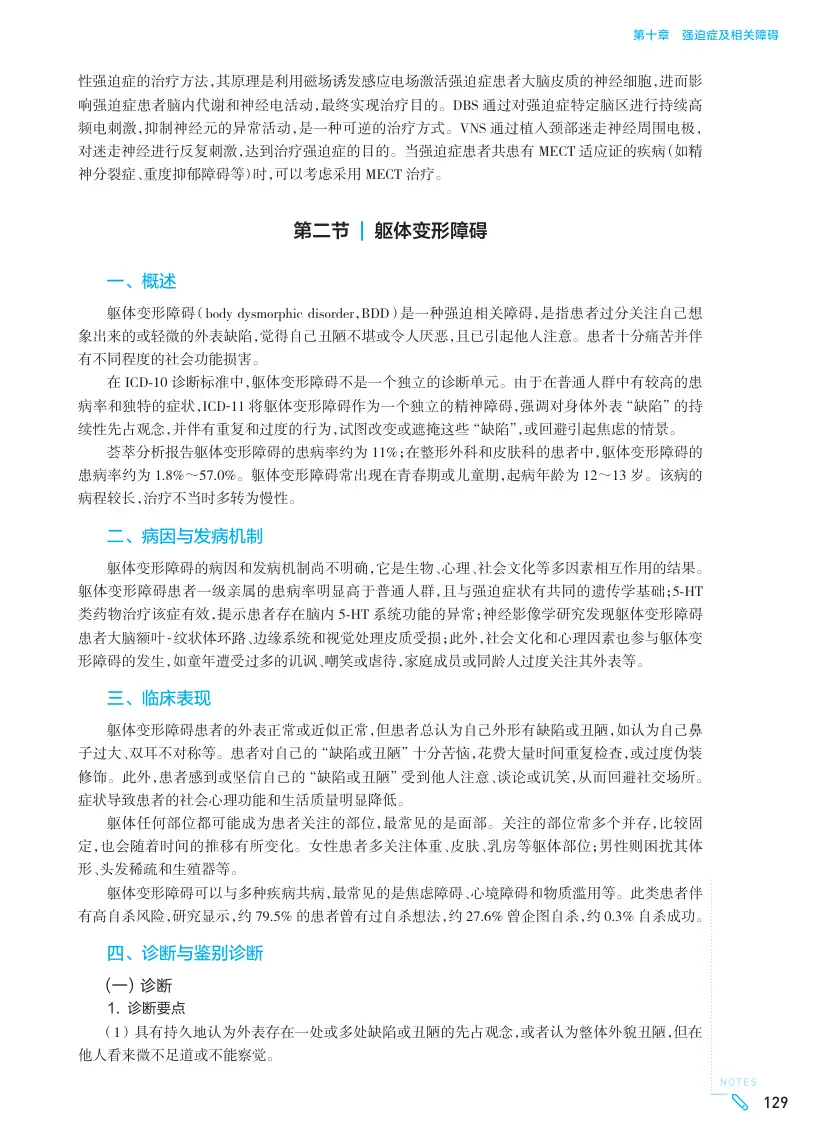 第十章 强迫症及相关障碍
性强迫症的治疗方法，其原理是利用磁场诱发感应电场激活强迫症患者大脑皮质的神经细胞，进而影
响强迫症患者脑内代谢和神经电活动，最终实现治疗目的。DBS 通过对强迫症特定脑区进行持续高
频电刺激，抑制神经元的异常活动，是一种可逆的治疗方式。VNS 通过植入颈部迷走神经周围电极，
对迷走神经进行反复刺激，达到治疗强迫症的目的。当强迫症患者共患有 MECT 适应证的疾病（如精
神分裂症、重度抑郁障碍等）时，可以考虑采用 MECT 治疗。
第二节 | 躯体变形障碍
一、概述
躯体变形障碍（body dysmorphic disorder，BDD）是一种强迫相关障碍，是指患者过分关注自己想
象出来的或轻微的外表缺陷，觉得自己丑陋不堪或令人厌恶，且已引起他人注意。患者十分痛苦并伴
有不同程度的社会功能损害。
在 ICD-10 诊断标准中，躯体变形障碍不是一个独立的诊断单元。由于在普通人群中有较高的患
病率和独特的症状，ICD-11 将躯体变形障碍作为一个独立的精神障碍，强调对身体外表“缺陷”的持
续性先占观念，并伴有重复和过度的行为，试图改变或遮掩这些“缺陷”，或回避引起焦虑的情景。
荟萃分析报告躯体变形障碍的患病率约为 11%；在整形外科和皮肤科的患者中，躯体变形障碍的
患病率约为 1.8%～57.0%。躯体变形障碍常出现在青春期或儿童期，起病年龄为 12～13 岁。该病的
病程较长，治疗不当时多转为慢性。
二、病因与发病机制
躯体变形障碍的病因和发病机制尚不明确，它是生物、心理、社会文化等多因素相互作用的结果。
躯体变形障碍患者一级亲属的患病率明显高于普通人群，且与强迫症状有共同的遗传学基础；5-HT
类药物治疗该症有效，提示患者存在脑内 5-HT 系统功能的异常；神经影像学研究发现躯体变形障碍
患者大脑额叶-纹状体环路、边缘系统和视觉处理皮质受损；此外，社会文化和心理因素也参与躯体变
形障碍的发生，如童年遭受过多的讥讽、嘲笑或虐待，家庭成员或同龄人过度关注其外表等。
三、临床表现
躯体变形障碍患者的外表正常或近似正常，但患者总认为自己外形有缺陷或丑陋，如认为自己鼻
子过大、双耳不对称等。患者对自己的“缺陷或丑陋”十分苦恼，花费大量时间重复检查，或过度伪装
修饰。此外，患者感到或坚信自己的“缺陷或丑陋”受到他人注意、谈论或讥笑，从而回避社交场所。
症状导致患者的社会心理功能和生活质量明显降低。
躯体任何部位都可能成为患者关注的部位，最常见的是面部。关注的部位常多个并存，比较固
定，也会随着时间的推移有所变化。女性患者多关注体重、皮肤、乳房等躯体部位；男性则困扰其体
形、头发稀疏和生殖器等。
躯体变形障碍可以与多种疾病共病，最常见的是焦虑障碍、心境障碍和物质滥用等。此类患者伴
有高自杀风险，研究显示，约 79.5% 的患者曾有过自杀想法，约 27.6% 曾企图自杀，约 0.3% 自杀成功。
四、诊断与鉴别诊断
（一）诊断
1. 诊断要点
（1）具有持久地认为外表存在一处或多处缺陷或丑陋的先占观念，或者认为整体外貌丑陋，但在
他人看来微不足道或不能察觉。
NOTES
129